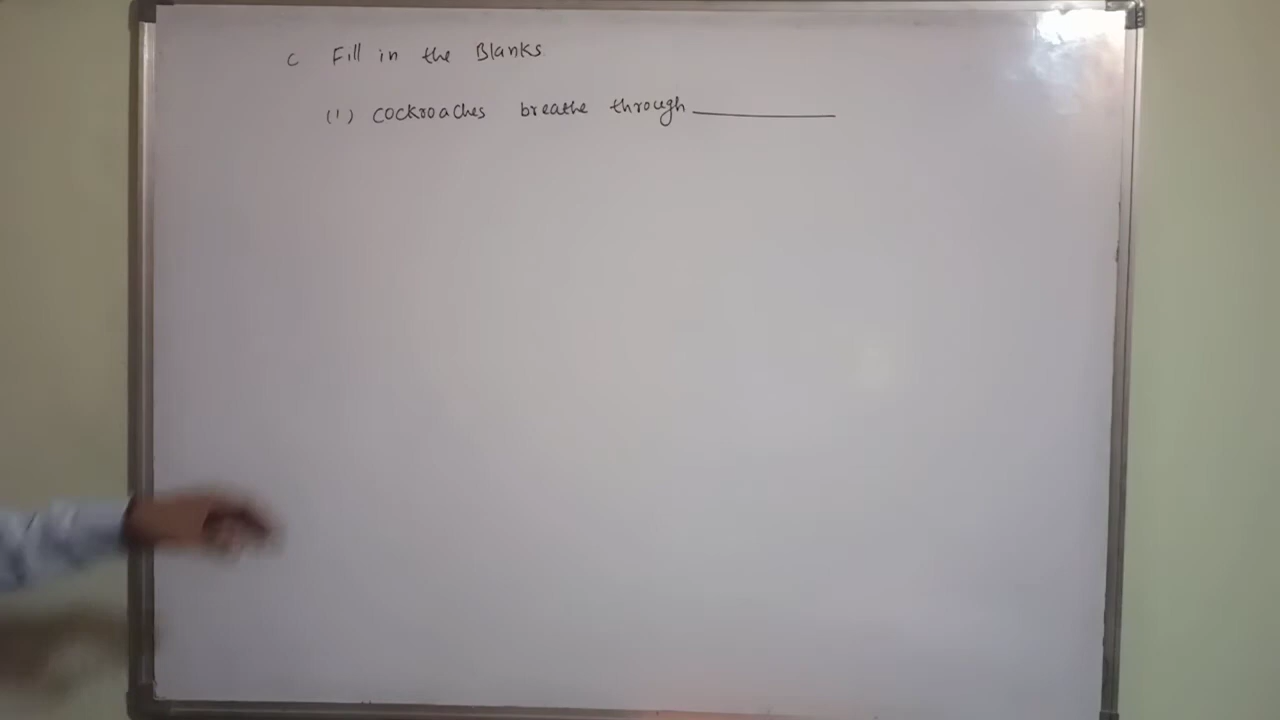 C Fill in the Blanks
(1) cockroaches breathe through ________